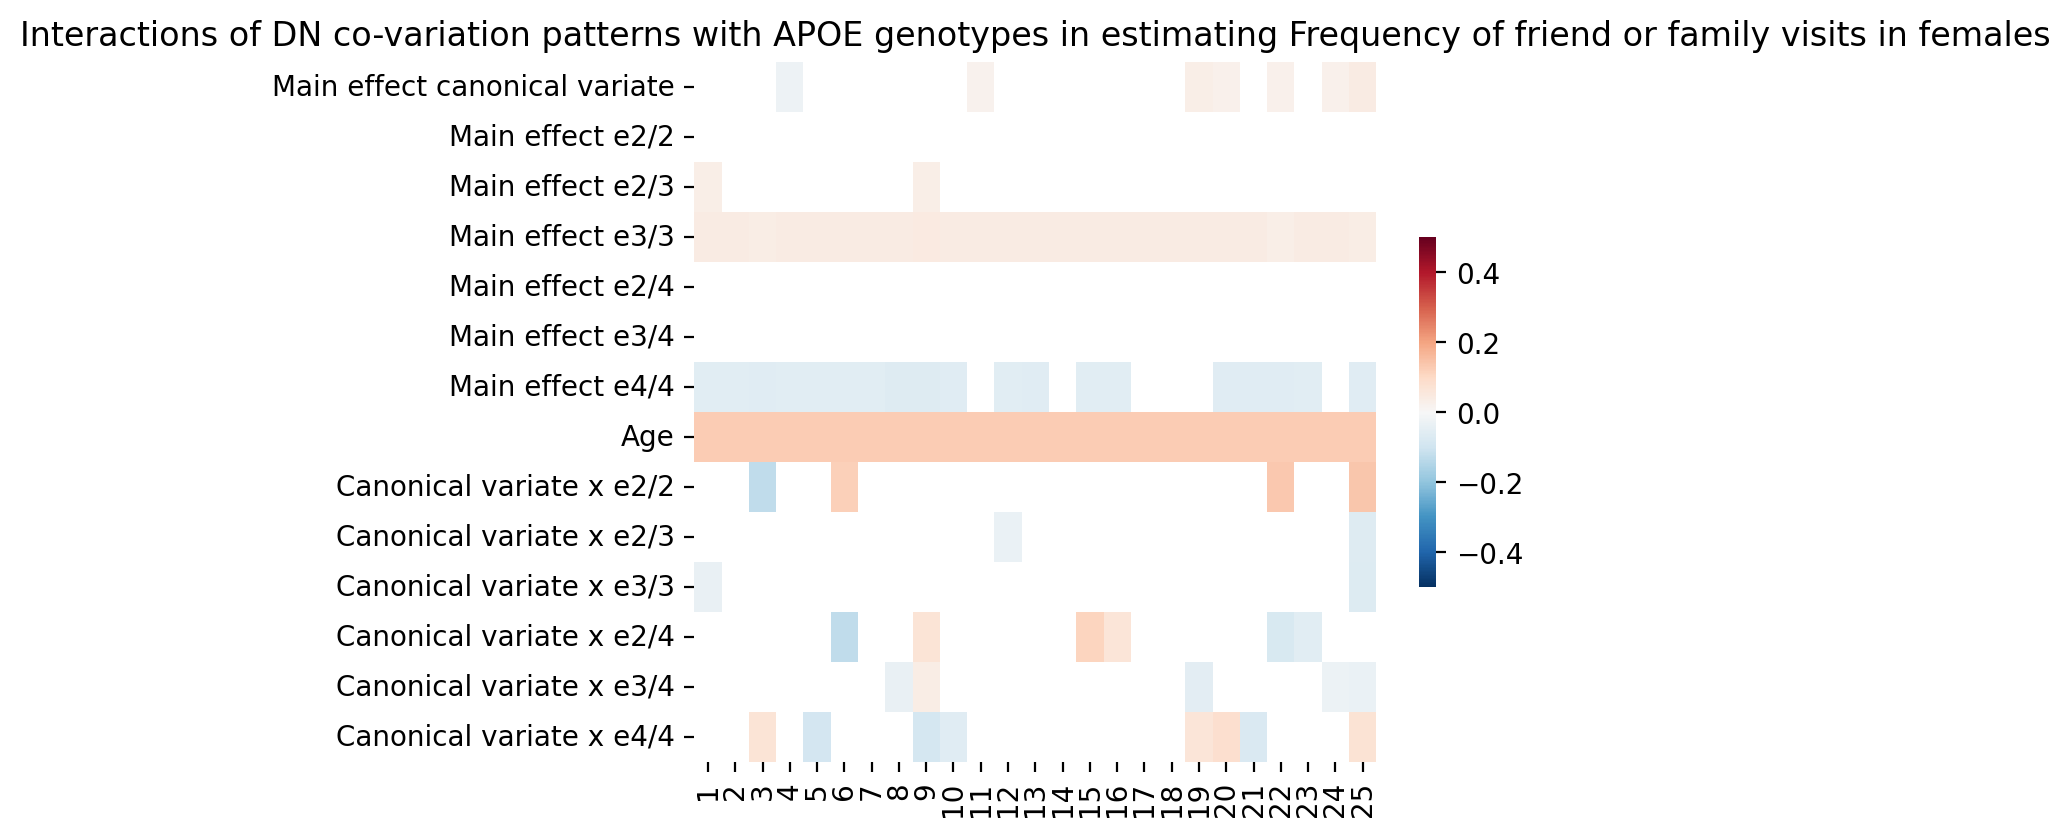 Interactions of DN co-variation patterns with APOE genotypes in estimating Frequency of friend or family visits in females
Main effect canonical variate
Main effect e2/2
Main effect e2/3
Main effect e3/3
Main effect e2/4
Main effect e3/4
Main effect e4/4
Age
Canonical variate x e2/2
Canonical variate x e2/3
Canonical variate x e3/3
Canonical variate x e2/4
Canonical variate x e3/4
Canonical variate x e4/4
1 2 3 4 5 6 7 8 9 10 11 12 13 14 15 16 17 18 19 20 21 22 23 24 25
0.4
0.2
0.0
−0.2
−0.4